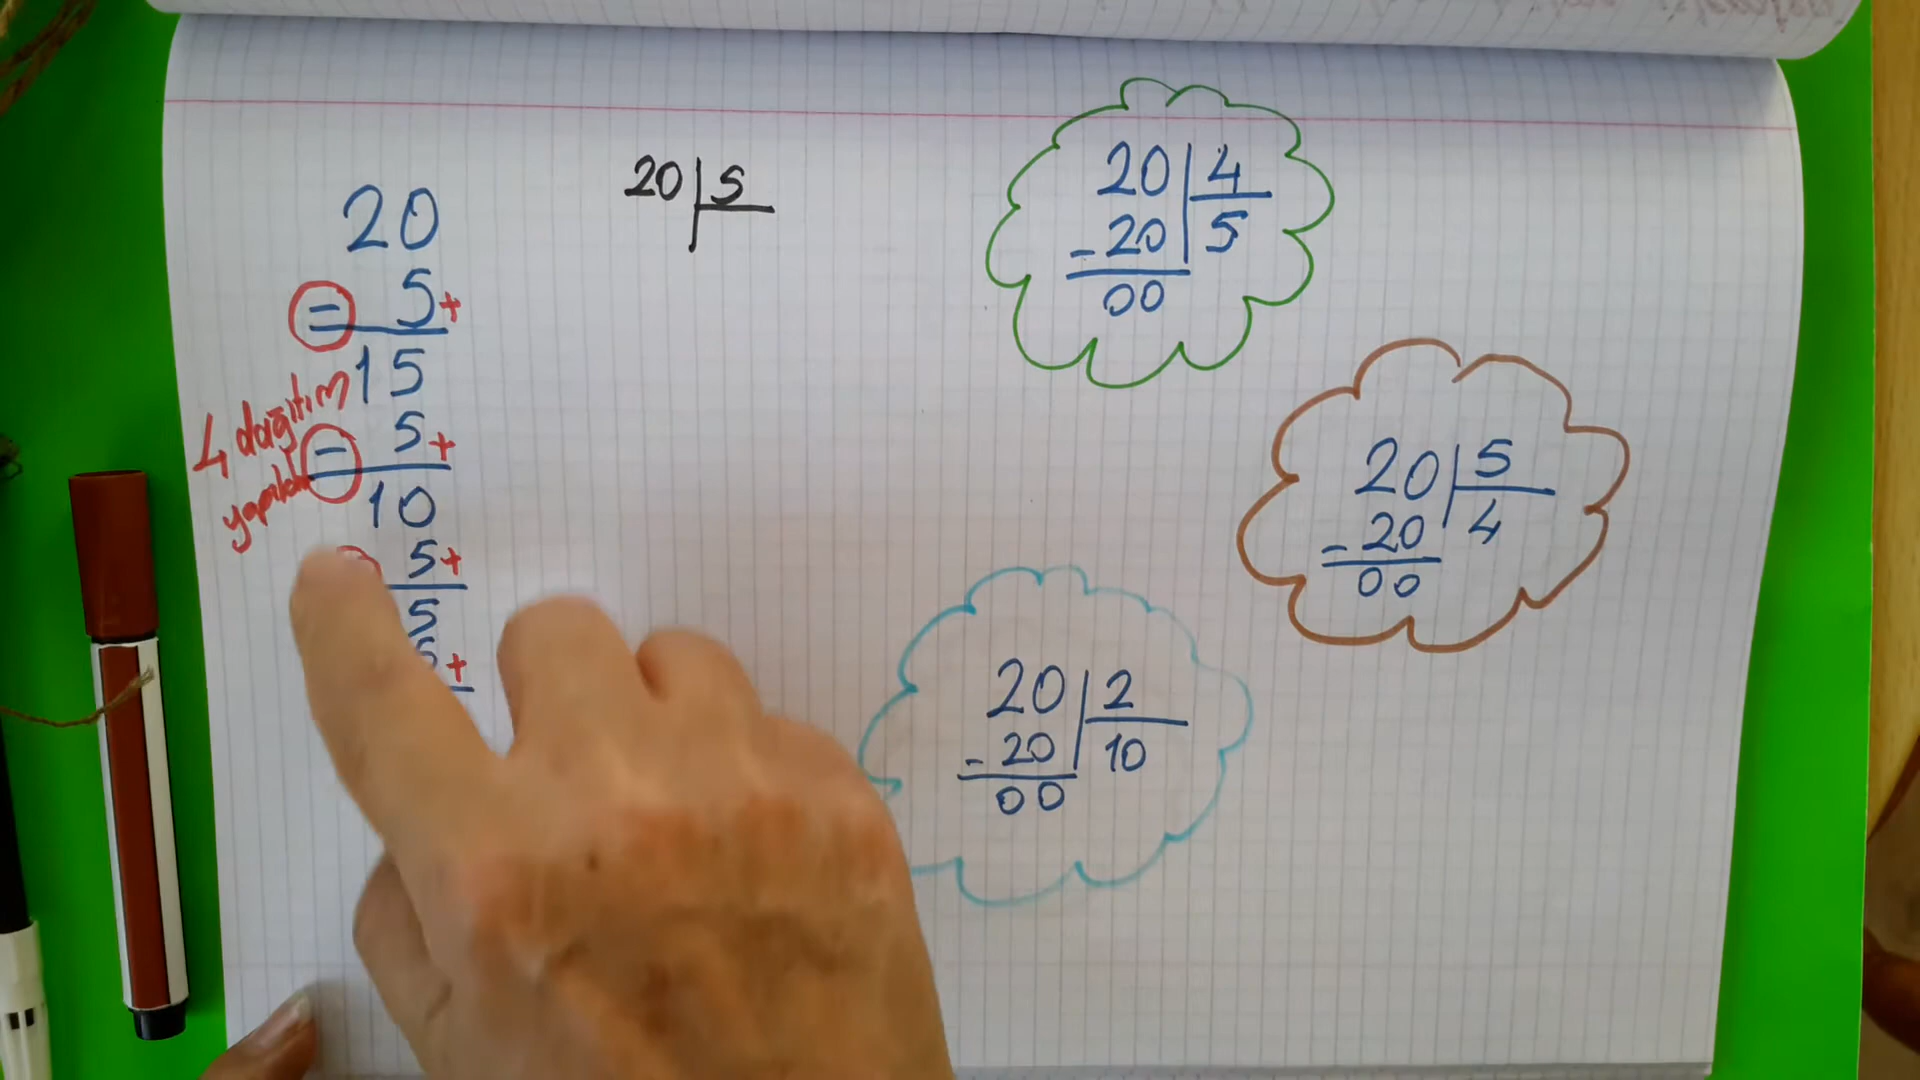 20
- 5+
15
- 5+
10
5+
5
5+
4 dağıtım
yapıldı
20 | 5
20 | 4
- 20 | 5
00
20 | 5
- 20 | 4
00
20 | 2
- 20 | 10
00